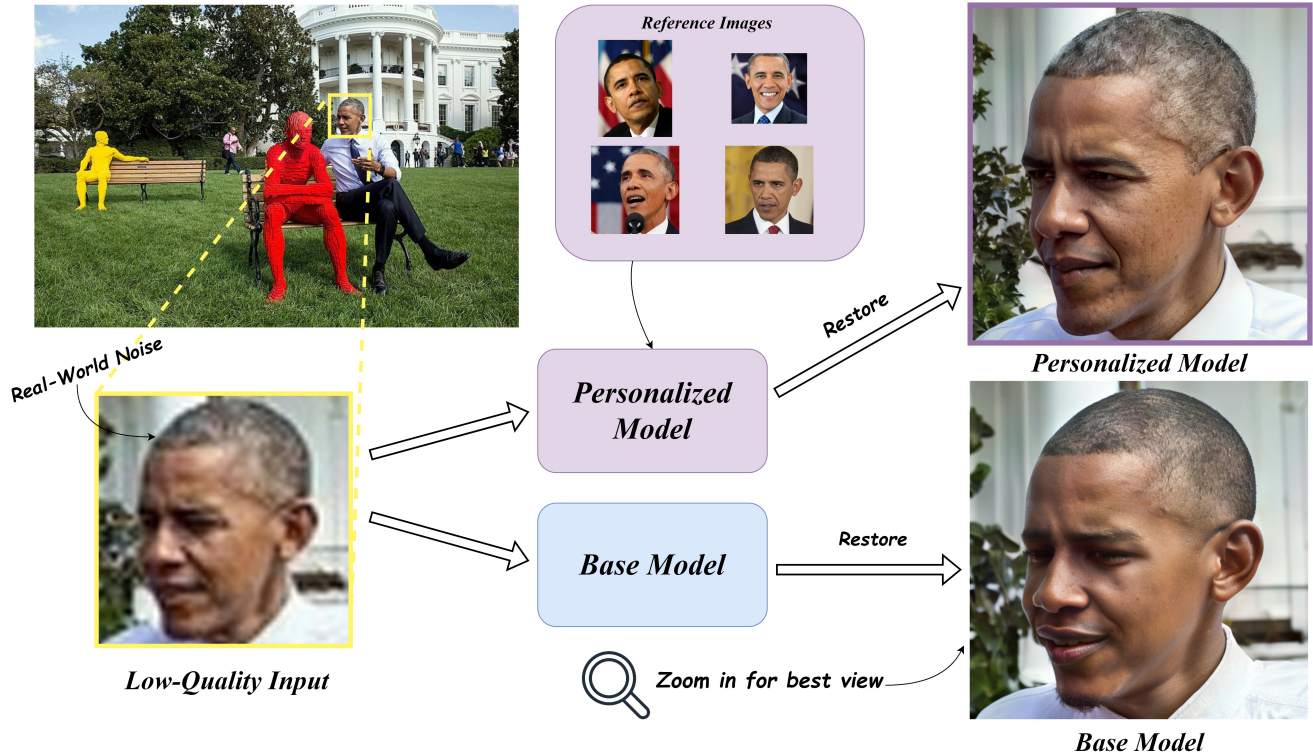 Reference Images
Real-World Noise
Low-Quality Input
Personalized
Model
Base Model
Restore
Restore
Personalized Model
Zoom in for best view
Base Model